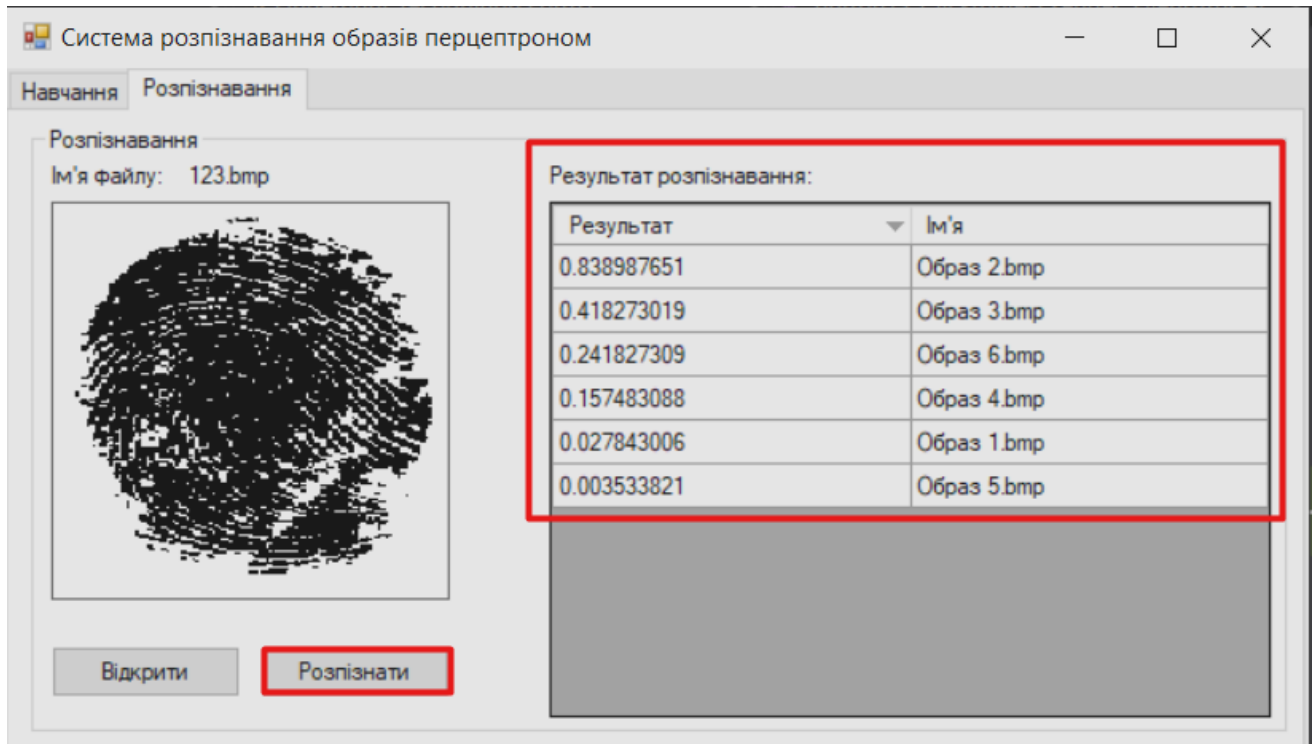 Система розпізнавання образів перцептроном
Навчання Розпізнавання
Розпізнавання
Ім'я файлу: 123.bmp
Відкрити Розпізнати
Результат розпізнавання:
Результат Ім'я
0.838987651 Образ 2.bmp
0.418273019 Образ 3.bmp
0.241827309 Образ 6.bmp
0.157483088 Образ 4.bmp
0.027843006 Образ 1.bmp
0.003533821 Образ 5.bmp